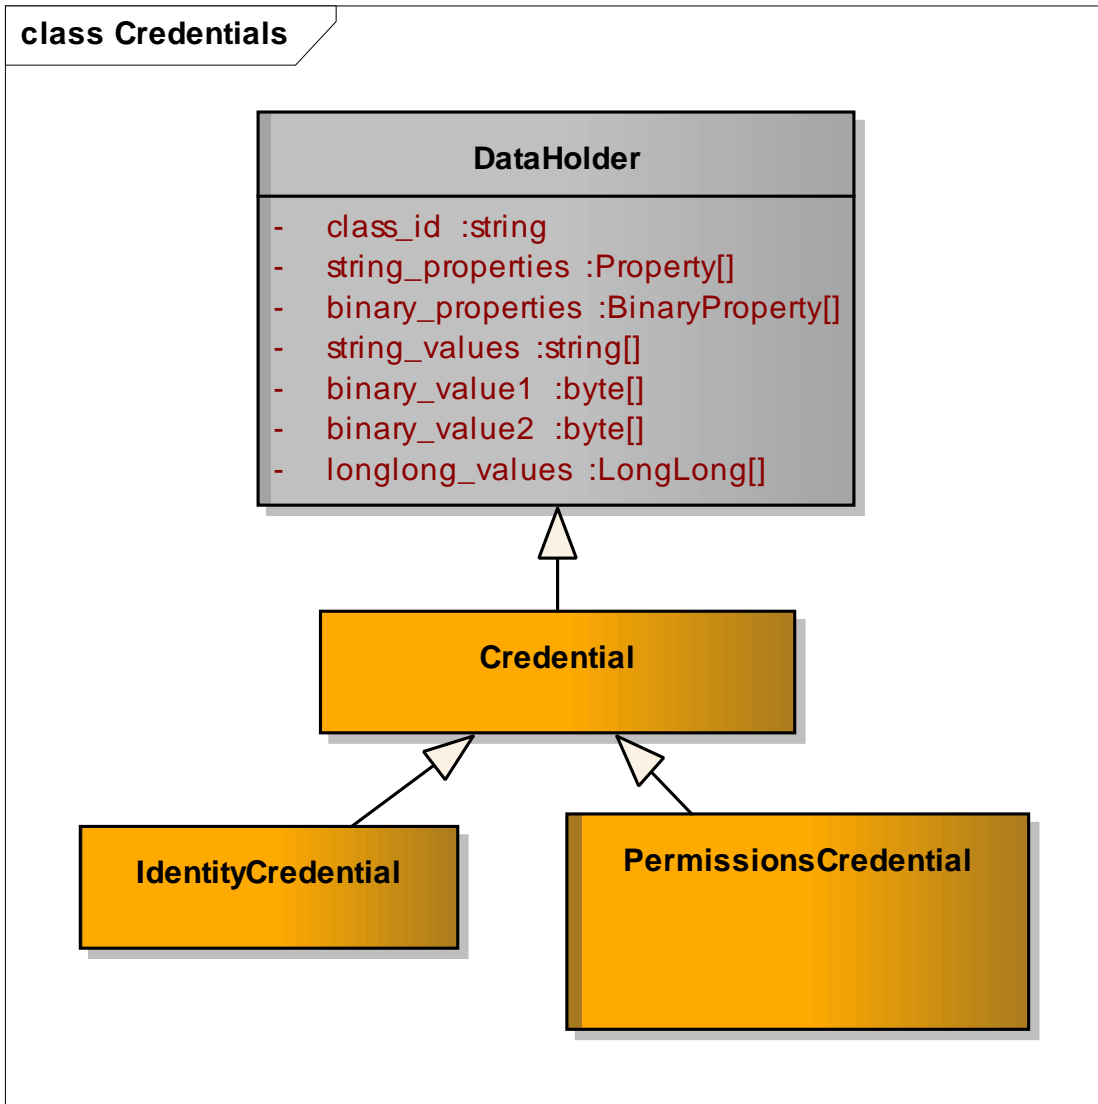 class Credentials
DataHolder
- class_id :string
- string_properties :Property[]
- binary_properties :BinaryProperty[]
- string_values :string[]
- binary_value1 :byte[]
- binary_value2 :byte[]
- longlong_values :LongLong[]
Credential
IdentityCredential
PermissionsCredential